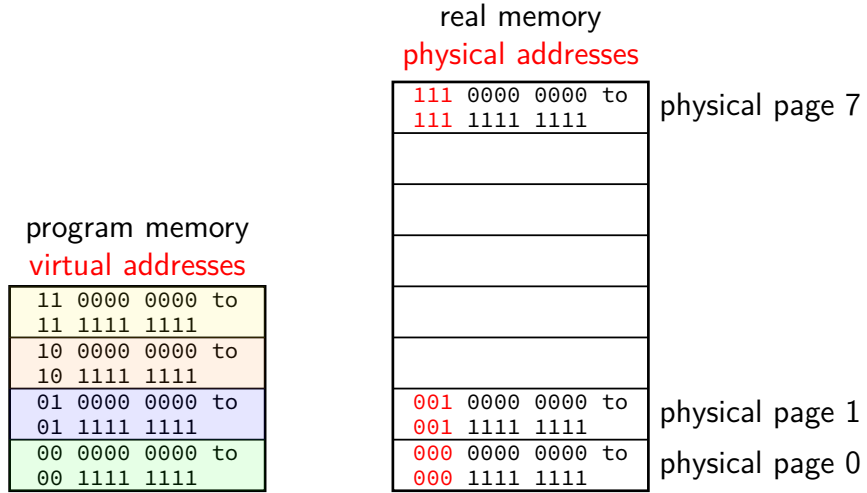 real memory
physical addresses
111 0000 0000 to
111 1111 1111
physical page 7
program memory
virtual addresses
11 0000 0000 to
11 1111 1111
10 0000 0000 to
10 1111 1111
01 0000 0000 to
01 1111 1111
00 0000 0000 to
00 1111 1111
001 0000 0000 to
001 1111 1111
physical page 1
000 0000 0000 to
000 1111 1111
physical page 0